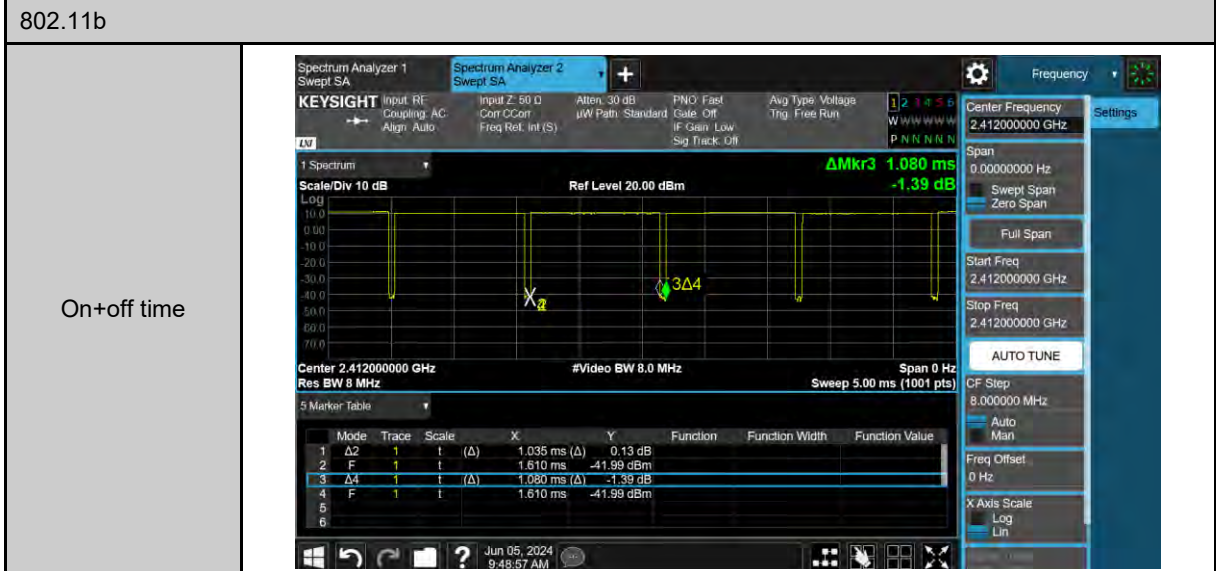 802.11b
On+off time
Spectrum Analyzer 1
Swept SA
Spectrum Analyzer 2
Swept SA
+
Frequency
KEYSIGHT
Input: RF
Coupling: AC
Align: Auto
Input Z: 50 Ω
Corr CCorr
Freq Ref: Int (S)
Atten: 30 dB
µW Path: Standard
PNO: Fast
Gate: Off
IF Gain: Low
Sig Track: Off
Avg Type: Voltage
Trig: Free Run
1 2 3 4 5 6
W W W W W W
P N N N N N
LXI
1 Spectrum
ΔMkr3 1.080 ms
-1.39 dB
Scale/Div 10 dB
Ref Level 20.00 dBm
Log
10.0
0.00
-10.0
-20.0
-30.0
-40.0
-50.0
-60.0
-70.0
3Δ4
Center 2.412000000 GHz
#Video BW 8.0 MHz
Span 0 Hz
Res BW 8 MHz
Sweep 5.00 ms (1001 pts)
5 Marker Table
Mode Trace Scale X Y Function Function Width Function Value
1 Δ2 1 t (Δ) 1.035 ms (Δ) 0.13 dB
2 F 1 t 1.610 ms -41.99 dBm
3 Δ4 1 t (Δ) 1.080 ms (Δ) -1.39 dB
4 F 1 t 1.610 ms -41.99 dBm
5
6
Jun 05, 2024
9:48:57 AM
Center Frequency
2.412000000 GHz
Settings
Span
0.00000000 Hz
Swept Span
Zero Span
Full Span
Start Freq
2.412000000 GHz
Stop Freq
2.412000000 GHz
AUTO TUNE
CF Step
8.000000 MHz
Auto
Man
Freq Offset
0 Hz
X Axis Scale
Log
Lin